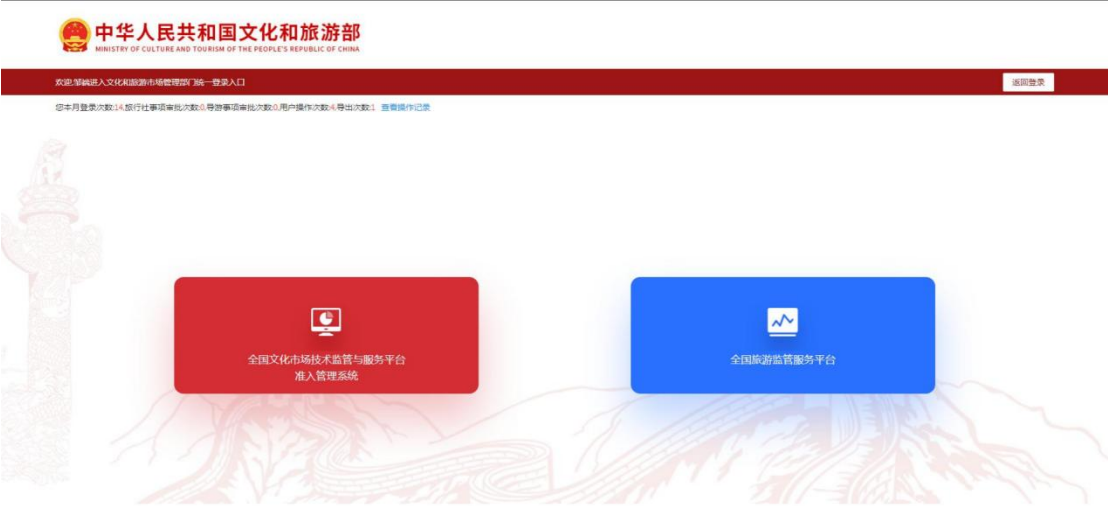 中华人民共和国文化和旅游部
MINISTRY OF CULTURE AND TOURISM OF THE PEOPLE'S REPUBLIC OF CHINA
欢迎,邹嵘进入文化和旅游市场管理部门统一登录入口
返回登录
您本月登录次数:14,旅行社事项审批次数:0,导游事项审批次数:0,用户操作次数:4,导出次数:1 查看操作记录
全国文化市场技术监管与服务平台
准入管理系统
全国旅游监管服务平台